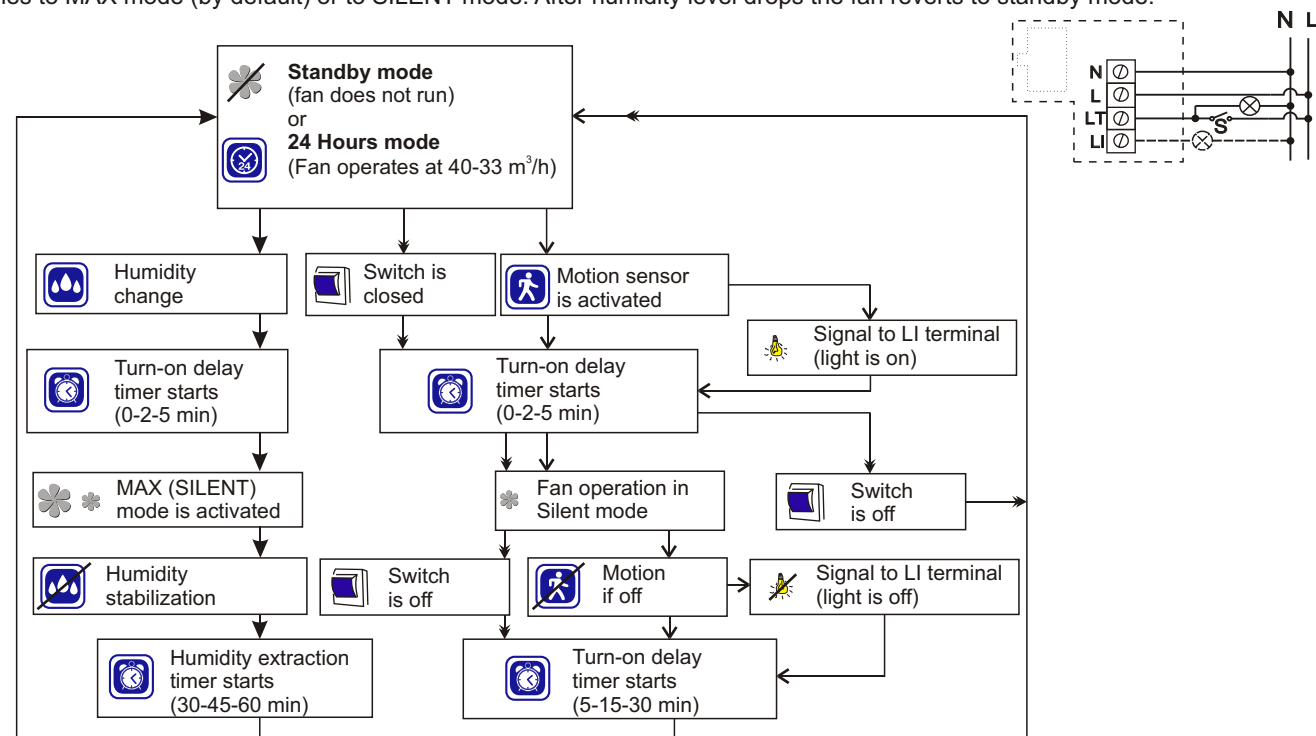 to MAX mode (by default) or to SILENT mode. After humidity level drops the fan reverts to standby mode.
N L
Standby mode
(fan does not run)
or
24 Hours mode
24
(Fan operates at 40-33 m³/h)
N
L
LT
S
LI
Humidity
change
Switch is
closed
Motion sensor
is activated
Signal to LI terminal
(light is on)
Turn-on delay
timer starts
(0-2-5 min)
Turn-on delay
timer starts
(0-2-5 min)
MAX (SILENT)
mode is activated
Fan operation in
Silent mode
Switch
is off
Humidity
stabilization
Switch
is off
Motion
if off
Signal to LI terminal
(light is off)
Humidity extraction
timer starts
(30-45-60 min)
Turn-on delay
timer starts
(5-15-30 min)